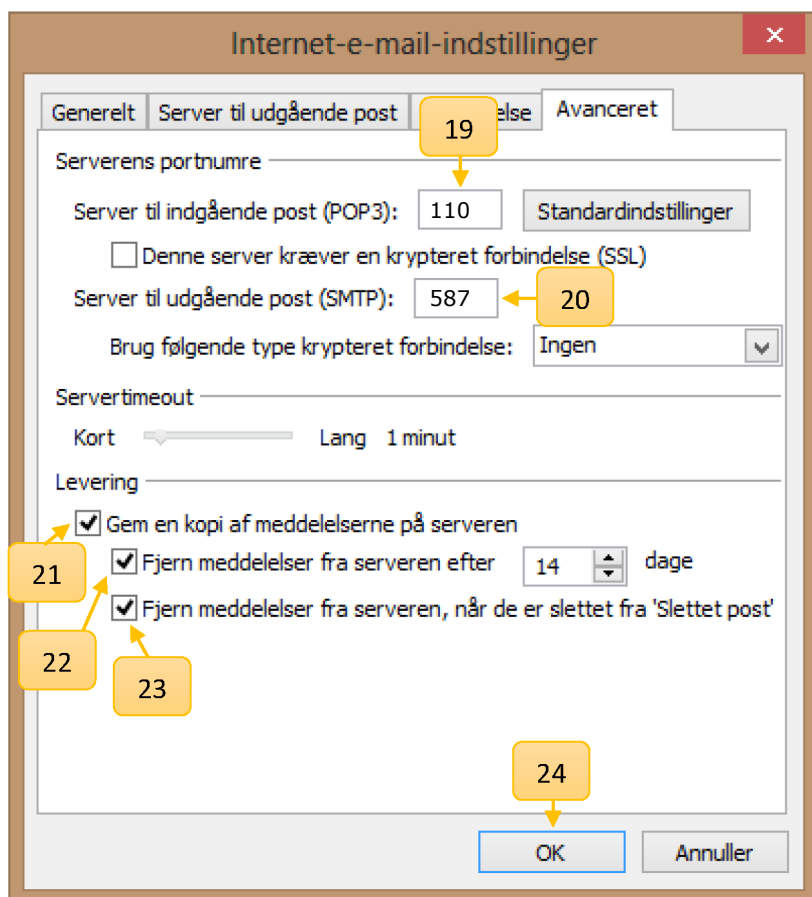 Internet-e-mail-indstillinger
Generelt Server til udgående post else Avanceret
19
Serverens portnumre
Server til indgående post (POP3): 110 Standardindstillinger
Denne server kræver en krypteret forbindelse (SSL)
Server til udgående post (SMTP): 587 20
Brug følgende type krypteret forbindelse: Ingen
Servertimeout
Kort Lang 1 minut
Levering
Gem en kopi af meddelelserne på serveren
21 Fjern meddelelser fra serveren efter 14 dage
Fjern meddelelser fra serveren, når de er slettet fra 'Slettet post'
22
23
24
OK Annuller